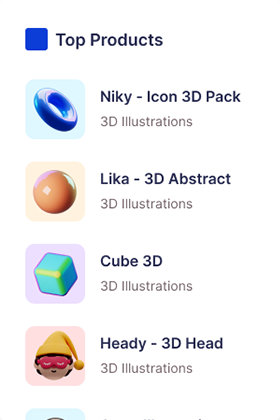 Top Products
Niky - Icon 3D Pack
3D Illustrations
Lika - 3D Abstract
3D Illustrations
Cube 3D
3D Illustrations
Heady - 3D Head
3D Illustrations